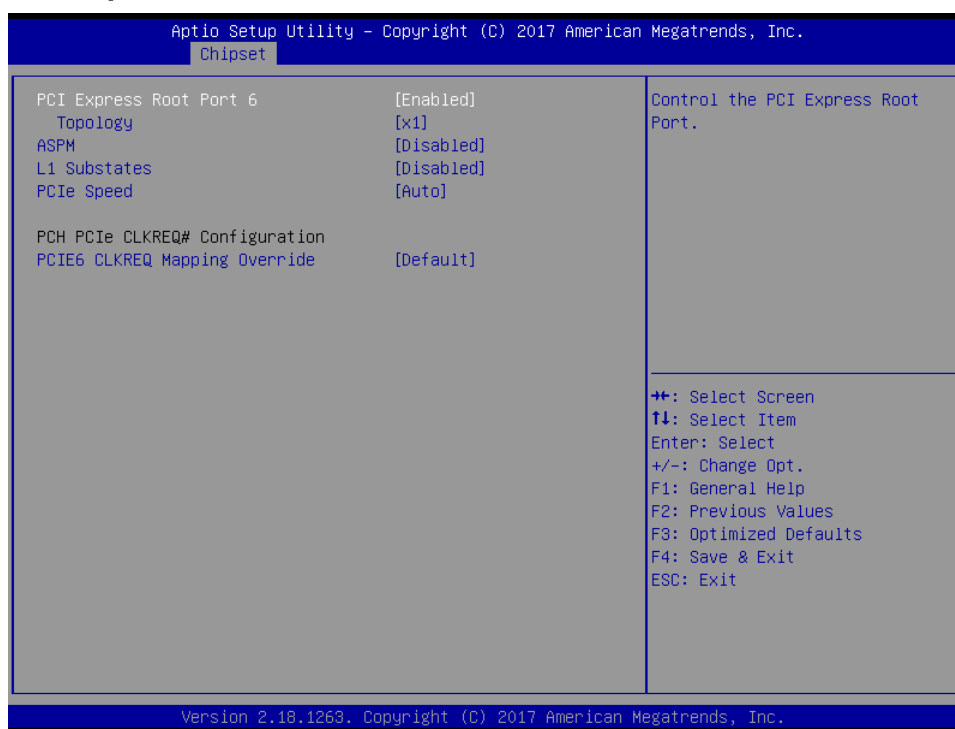 Aptio Setup Utility – Copyright (C) 2017 American Megatrends, Inc.
Chipset
PCI Express Root Port 6 [Enabled]
Topology [x1]
ASPM [Disabled]
L1 Substates [Disabled]
PCIe Speed [Auto]
PCH PCIe CLKREQ# Configuration
PCIE6 CLKREQ Mapping Override [Default]
Control the PCI Express Root
Port.
→←: Select Screen
↑↓: Select Item
Enter: Select
+/-: Change Opt.
F1: General Help
F2: Previous Values
F3: Optimized Defaults
F4: Save & Exit
ESC: Exit
Version 2.18.1263. Copyright (C) 2017 American Megatrends, Inc.